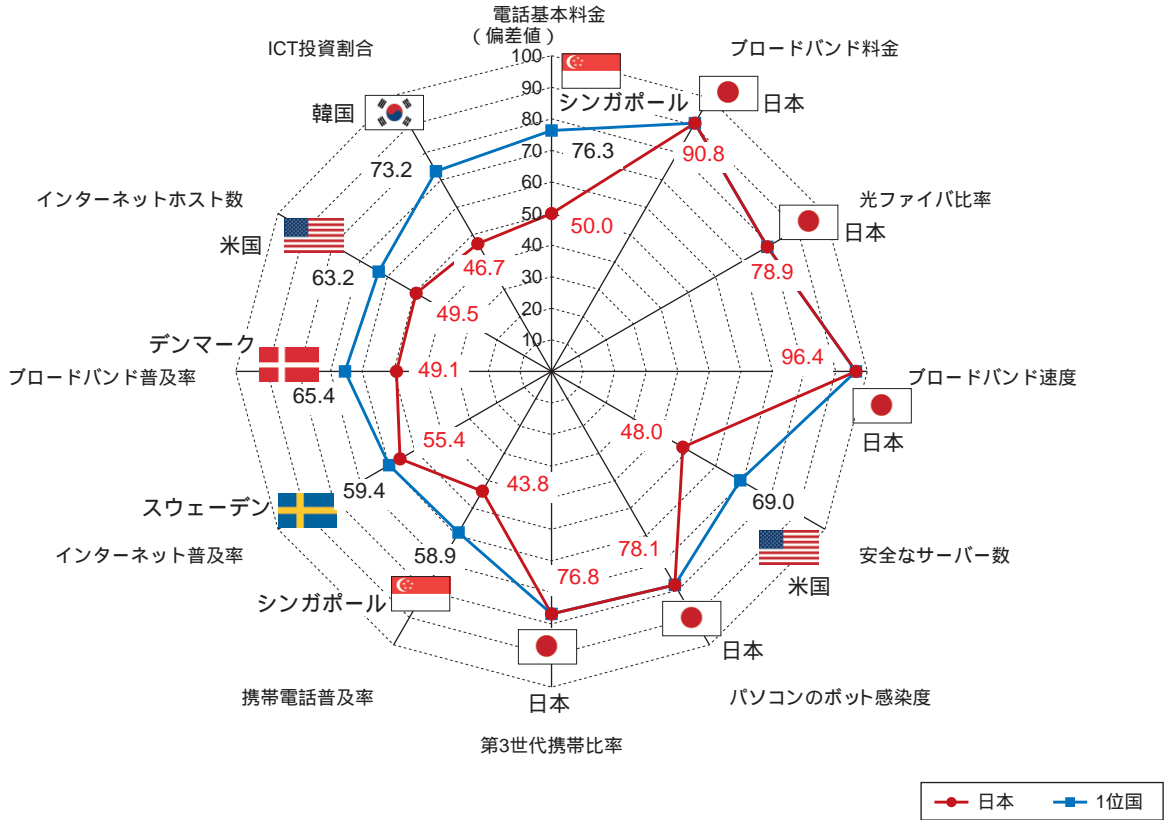 電話基本料金
（偏差値）
100
90
80
70
60
50
40
30
20
10
シンガポール
76.3
50.0
ブロードバンド料金
日本
90.8
光ファイバ比率
日本
78.9
ブロードバンド速度
96.4
日本
安全なサーバー数
48.0
69.0
米国
パソコンのボット感染度
78.1
日本
第3世代携帯比率
76.8
日本
携帯電話普及率
43.8
58.9
シンガポール
インターネット普及率
55.4
59.4
スウェーデン
ブロードバンド普及率
49.1
65.4
デンマーク
インターネットホスト数
49.5
63.2
米国
ICT投資割合
46.7
73.2
韓国
日本
1位国